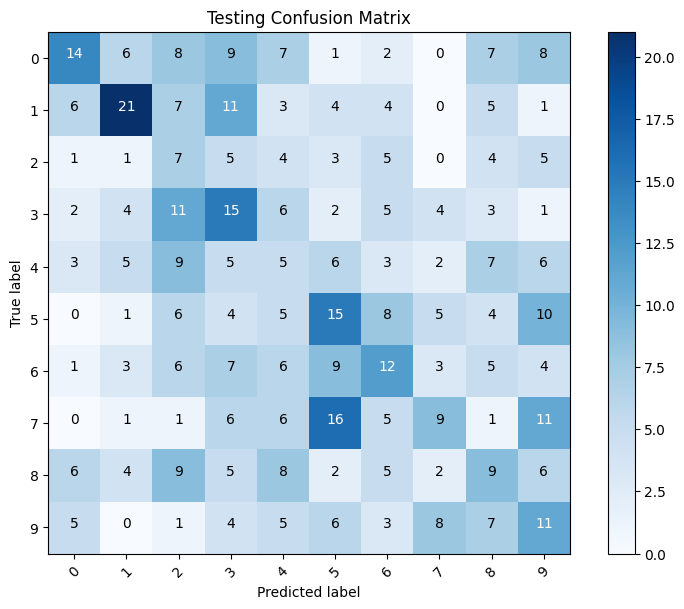 Testing Confusion Matrix
0 14 6 8 9 7 1 2 0 7 8
1 6 21 7 11 3 4 4 0 5 1
2 1 1 7 5 4 3 5 0 4 5
3 2 4 11 15 6 2 5 4 3 1
4 3 5 9 5 5 6 3 2 7 6
5 0 1 6 4 5 15 8 5 4 10
6 1 3 6 7 6 9 12 3 5 4
7 0 1 1 6 6 16 5 9 1 11
8 6 4 9 5 8 2 5 2 9 6
9 5 0 1 4 5 6 3 8 7 11
0 1 2 3 4 5 6 7 8 9
True label
Predicted label
20.0
17.5
15.0
12.5
10.0
7.5
5.0
2.5
0.0